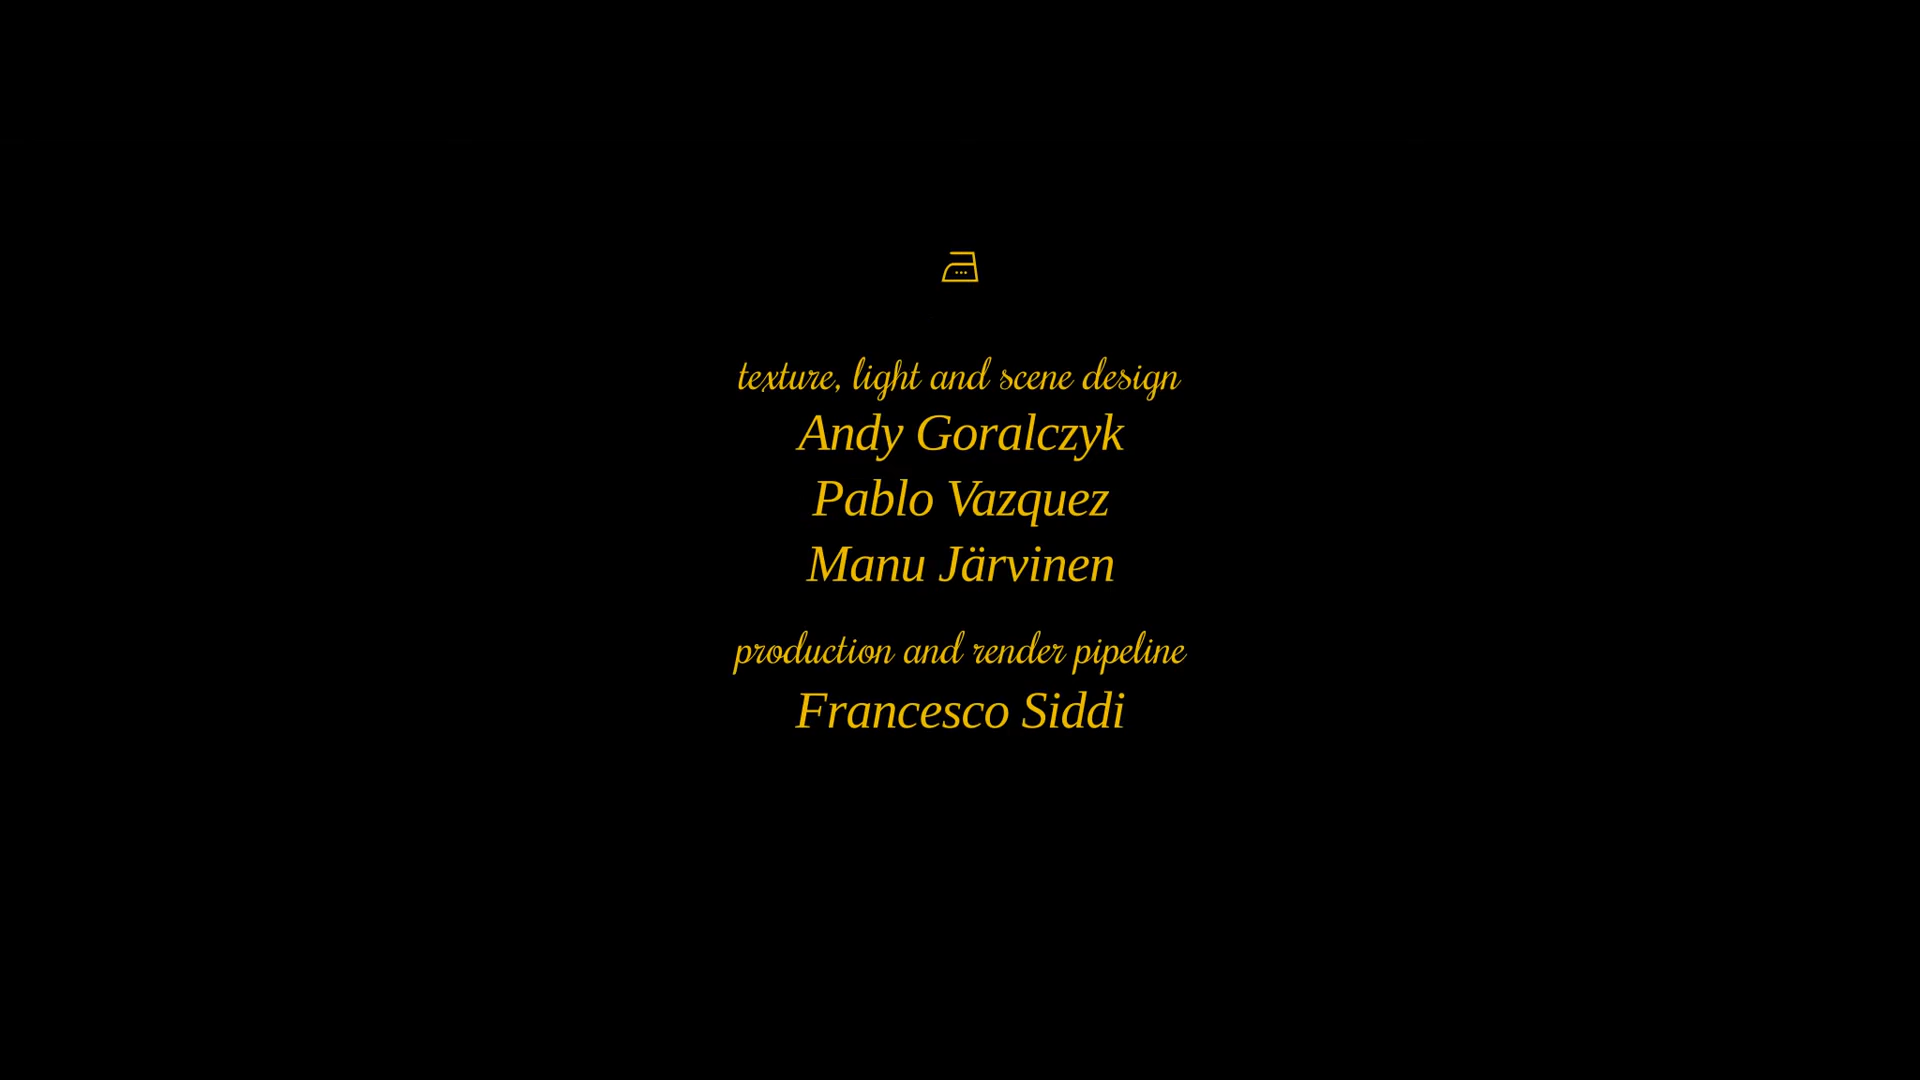 texture, light and scene design
Andy Goralczyk
Pablo Vazquez
Manu Järvinen
production and render pipeline
Francesco Siddi